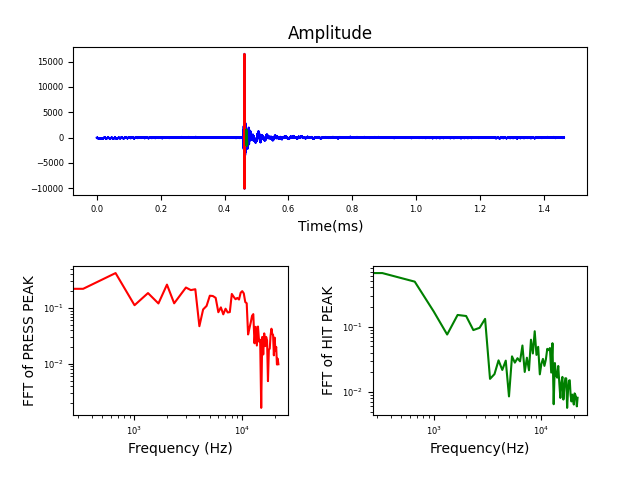 Amplitude
15000
10000
5000
0
−5000
−10000
0.0 0.2 0.4 0.6 0.8 1.0 1.2 1.4
Time(ms)
FFT of PRESS PEAK
10⁻¹
10⁻²
10³ 10⁴
Frequency (Hz)
FFT of HIT PEAK
10⁻¹
10⁻²
10³ 10⁴
Frequency(Hz)